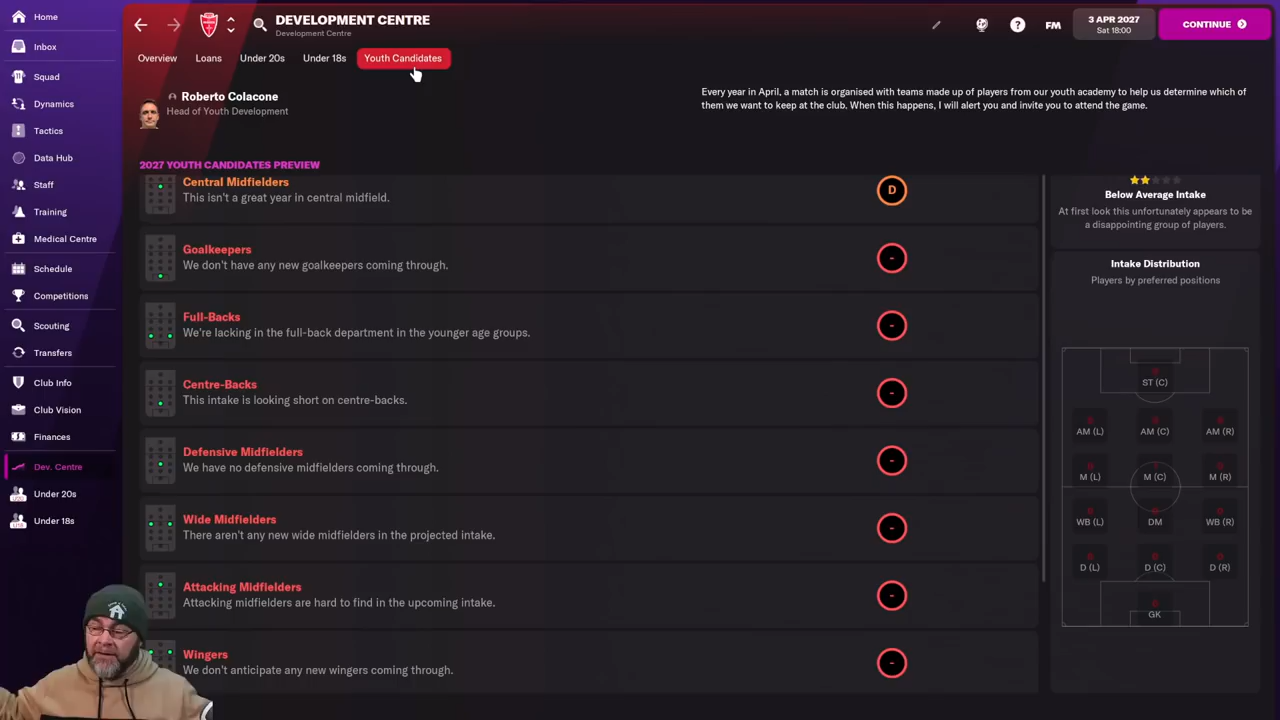 Home
Inbox
Squad
Dynamics
Tactics
Data Hub
Staff
Training
Medical Centre
Schedule
Competitions
Scouting
Transfers
Club Info
Club Vision
Finances
Dev. Centre
Under 20s
Under 18s
DEVELOPMENT CENTRE
Development Centre
FM
3 APR 2027
Sat 18:00
CONTINUE
Overview
Loans
Under 20s
Under 18s
Youth Candidates
Roberto Colacone
Head of Youth Development
Every year in April, a match is organised with teams made up of players from our youth academy to help us determine which of
them we want to keep at the club. When this happens, I will alert you and invite you to attend the game.
2027 YOUTH CANDIDATES PREVIEW
Central Midfielders
This isn't a great year in central midfield.
D
Goalkeepers
We don't have any new goalkeepers coming through.
-
Full-Backs
We're lacking in the full-back department in the younger age groups.
-
Centre-Backs
This intake is looking short on centre-backs.
-
Defensive Midfielders
We have no defensive midfielders coming through.
-
Wide Midfielders
There aren't any new wide midfielders in the projected intake.
-
Attacking Midfielders
Attacking midfielders are hard to find in the upcoming intake.
-
Wingers
We don't anticipate any new wingers coming through.
-
Below Average Intake
At first look this unfortunately appears to be
a disappointing group of players.
Intake Distribution
Players by preferred positions
ST (C)
AM (L)
AM (C)
AM (R)
M (L)
M (C)
M (R)
WB (L)
DM
WB (R)
D (L)
D (C)
D (R)
GK